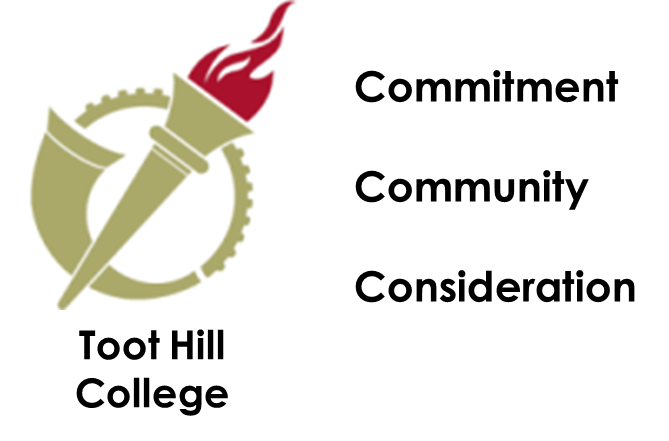 Commitment
Community
Consideration
Toot Hill
College